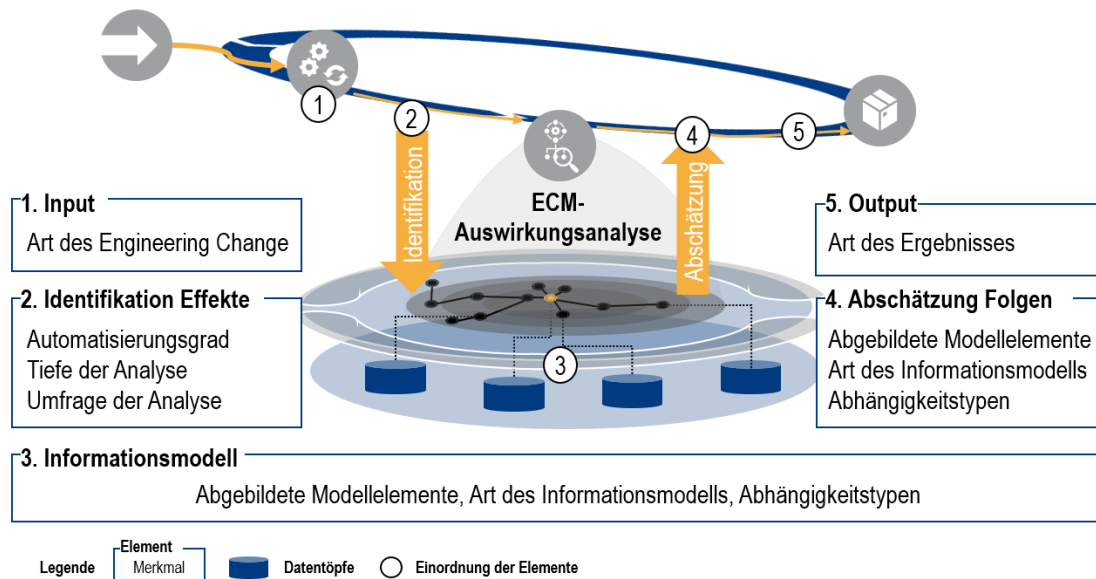 1
2
4
5
Identifikation
Abschätzung
ECM-
Auswirkungsanalyse
3
1. Input
Art des Engineering Change
5. Output
Art des Ergebnisses
2. Identifikation Effekte
Automatisierungsgrad
Tiefe der Analyse
Umfrage der Analyse
4. Abschätzung Folgen
Abgebildete Modellelemente
Art des Informationsmodells
Abhängigkeitstypen
3. Informationsmodell
Abgebildete Modellelemente, Art des Informationsmodells, Abhängigkeitstypen
Legende
Element
Merkmal
Datentöpfe
Einordnung der Elemente